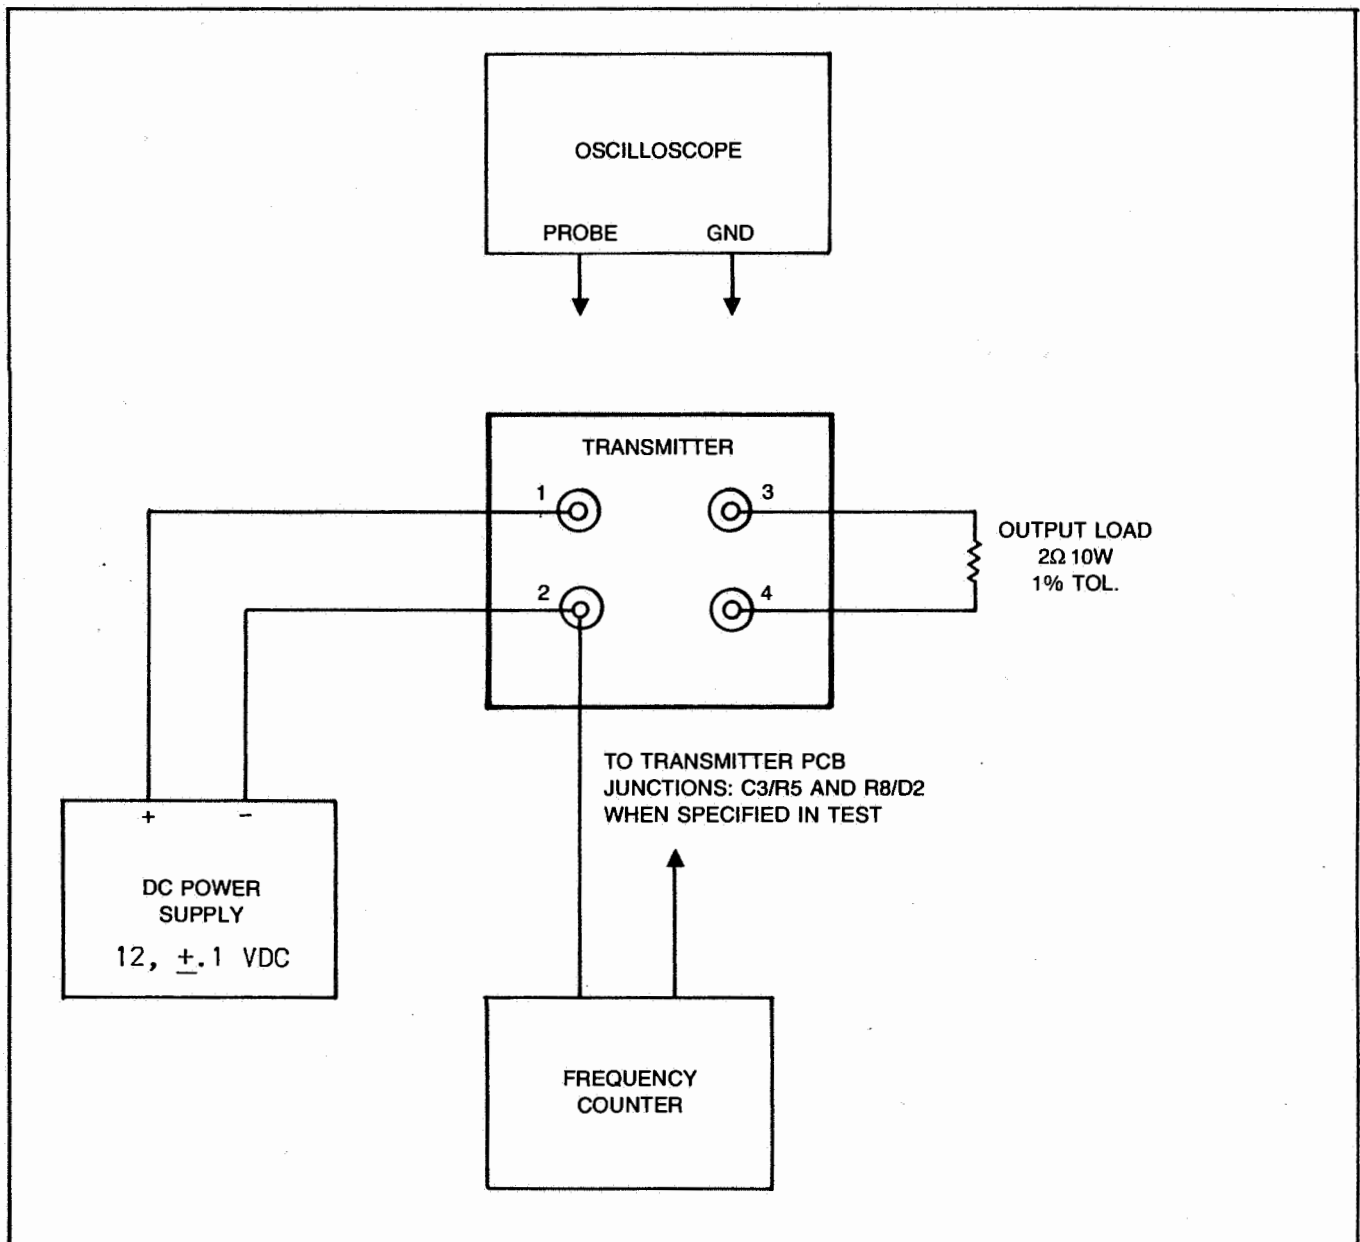 OSCILLOSCOPE
PROBE GND
TRANSMITTER
1 3
2 4
OUTPUT LOAD
2Ω 10W
1% TOL.
TO TRANSMITTER PCB
JUNCTIONS: C3/R5 AND R8/D2
WHEN SPECIFIED IN TEST
+ −
DC POWER
SUPPLY
12, ±.1 VDC
FREQUENCY
COUNTER